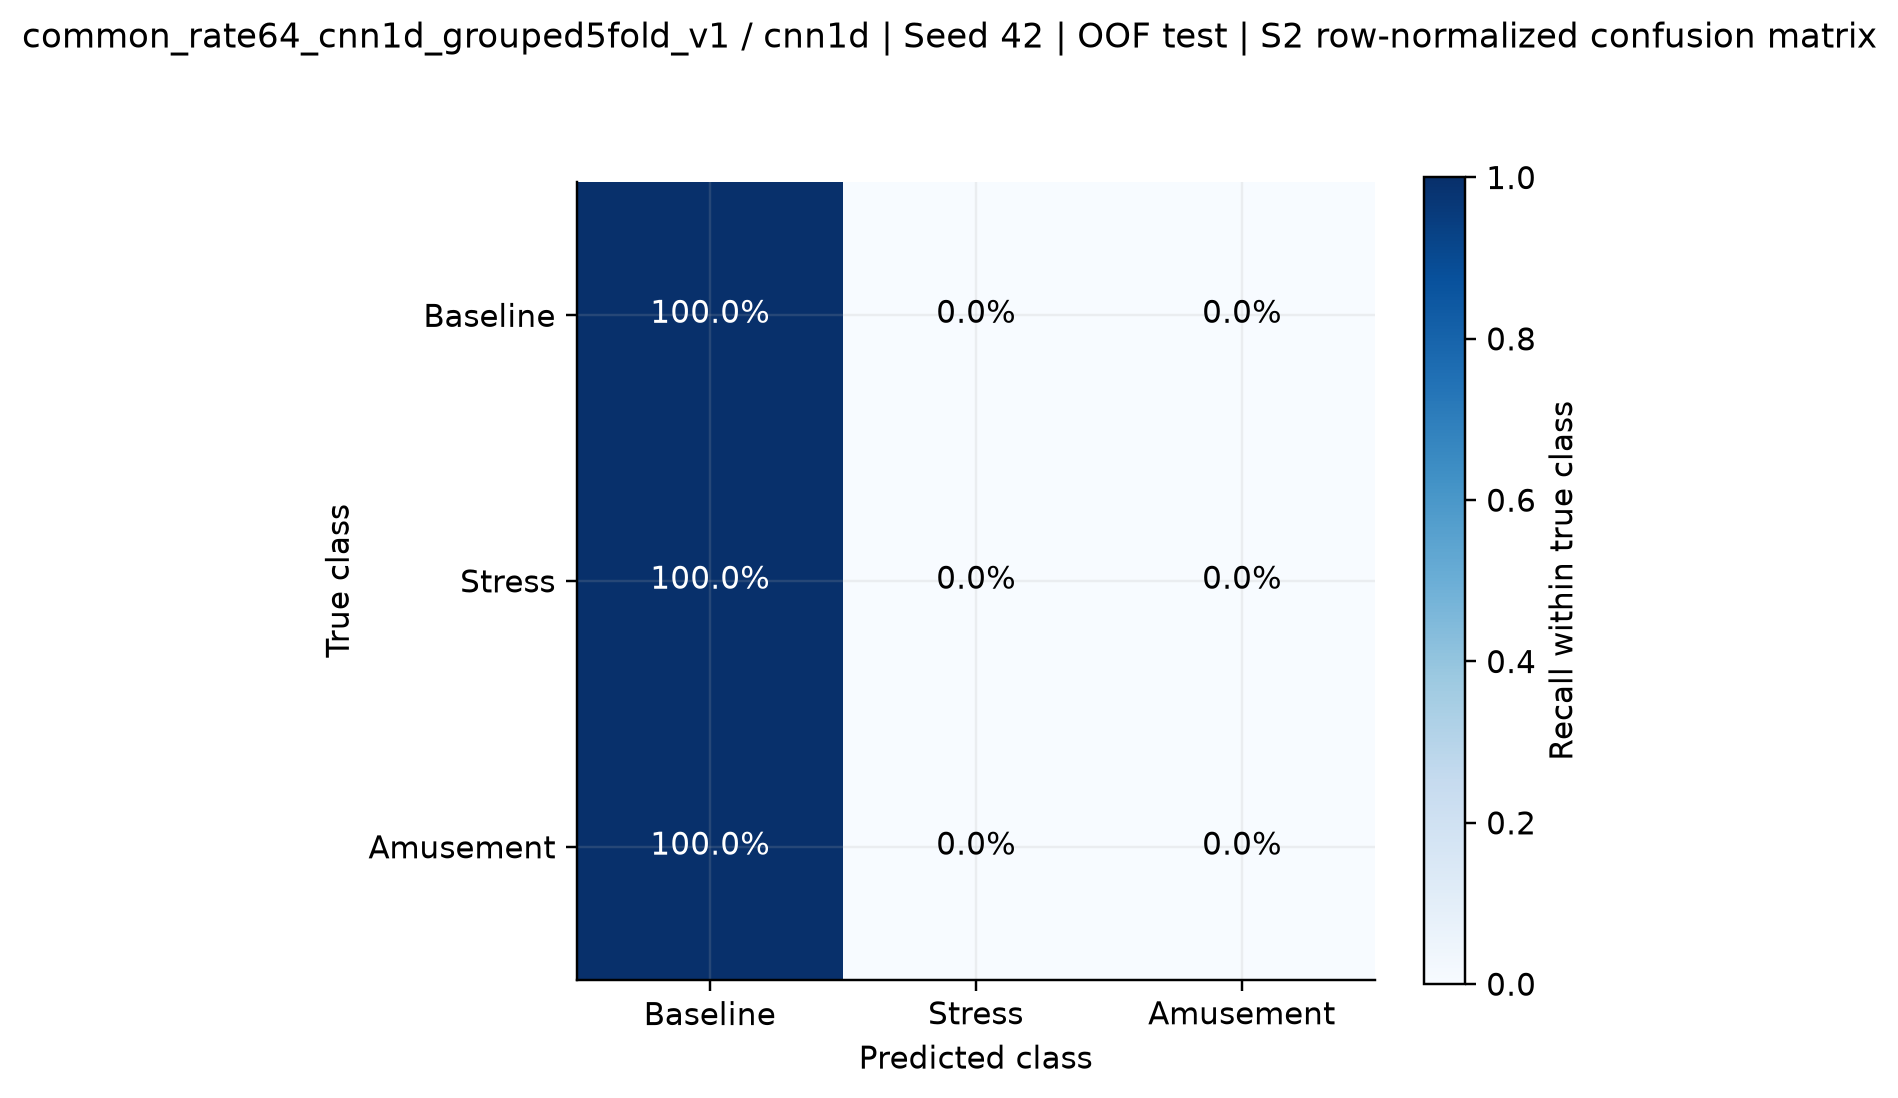 common_rate64_cnn1d_grouped5fold_v1 / cnn1d | Seed 42 | OOF test | S2 row-normalized confusion matrix
True class
Baseline 100.0% 0.0% 0.0%
Stress 100.0% 0.0% 0.0%
Amusement 100.0% 0.0% 0.0%
Baseline Stress Amusement
Predicted class
1.0
0.8
0.6
0.4
0.2
0.0
Recall within true class